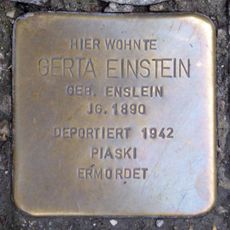 HIER WOHNTE
GERTA EINSTEIN
GEB. ENSLEIN
JG. 1890
DEPORTIERT 1942
PIASKI
ERMORDET